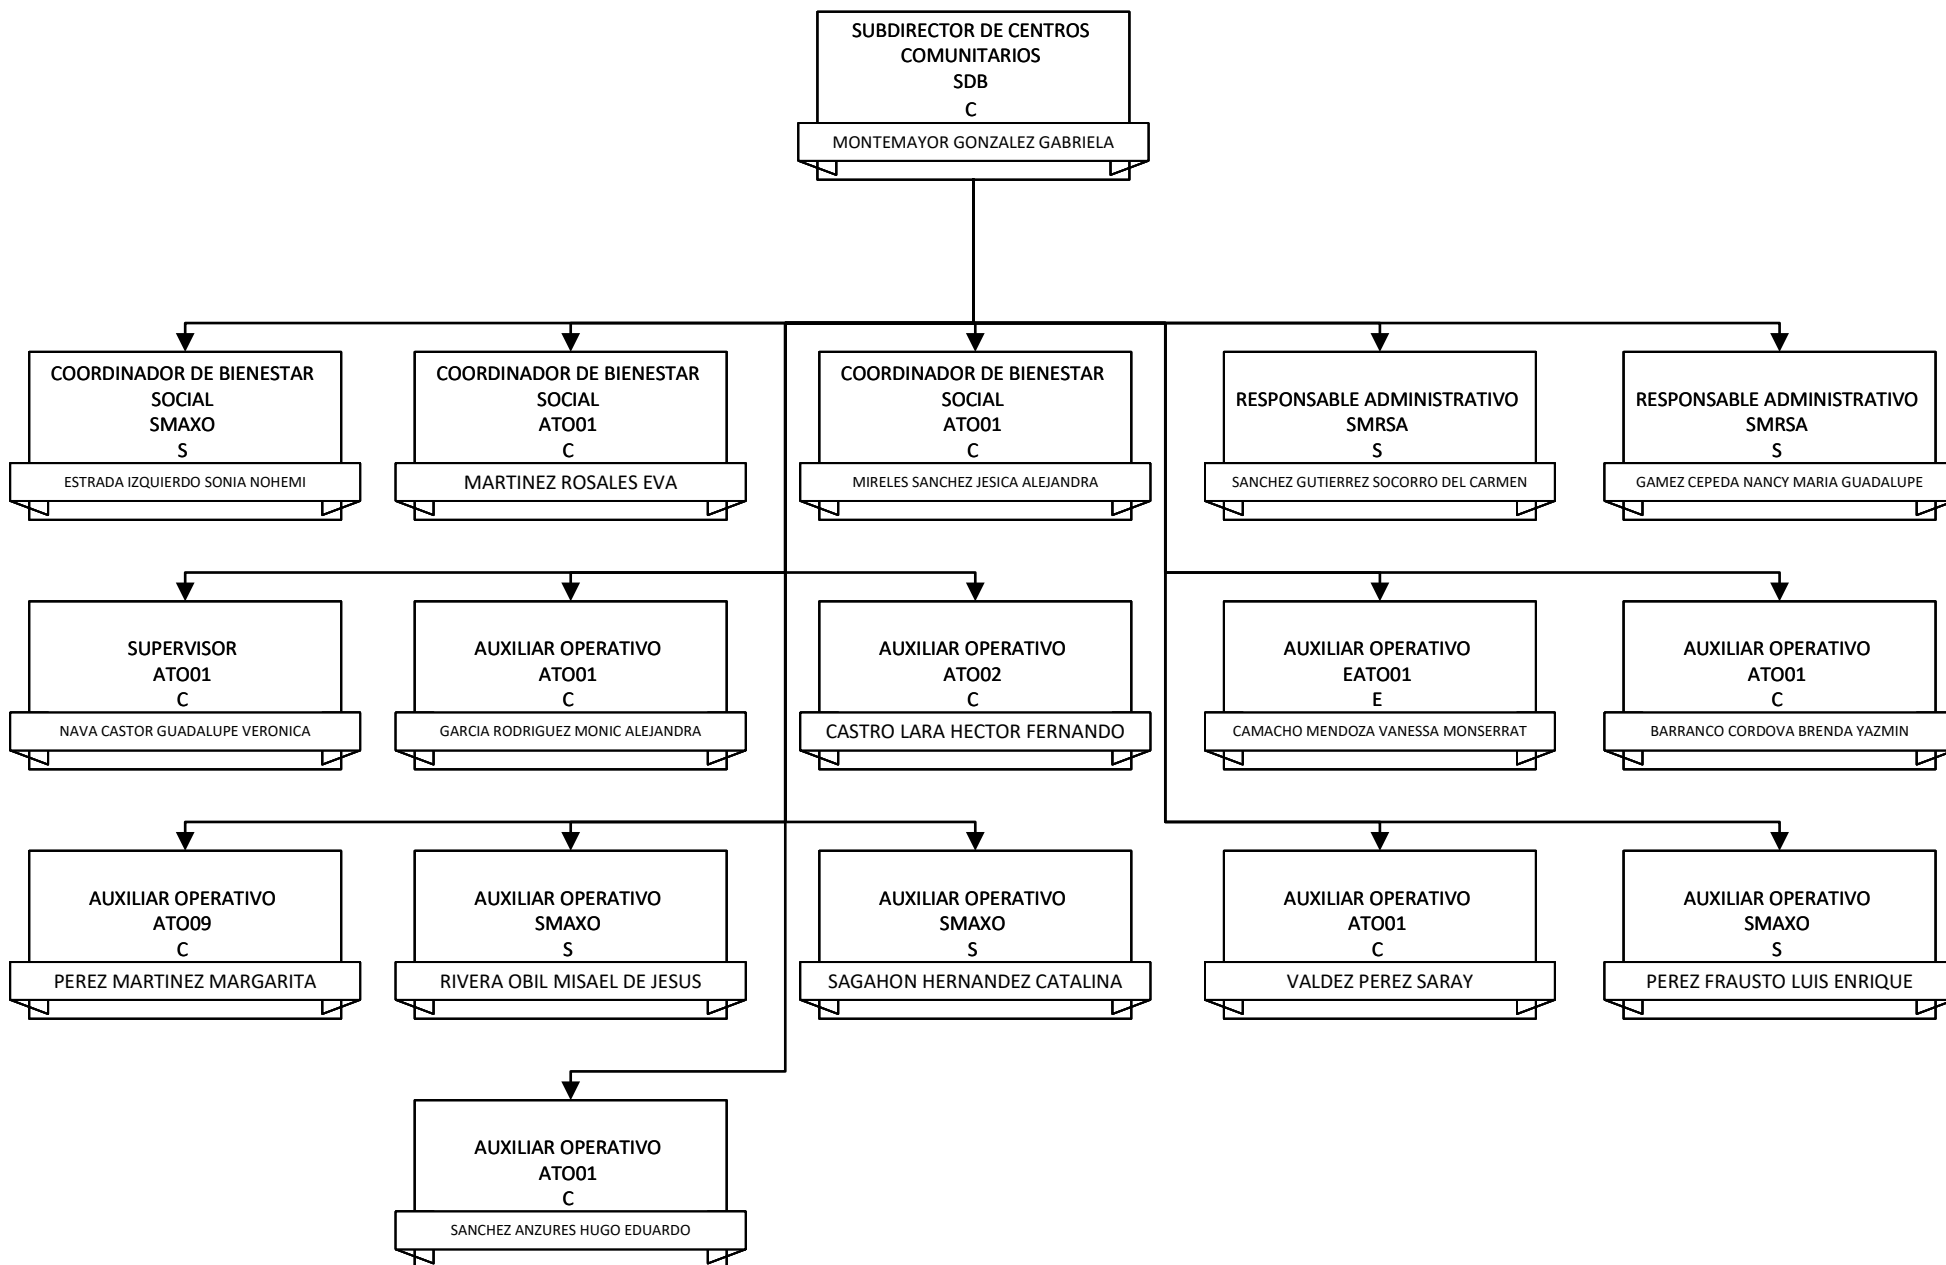 SUBDIRECTOR DE CENTROS
COMUNITARIOS
SDB
C
MONTEMAYOR GONZALEZ GABRIELA
COORDINADOR DE BIENESTAR
SOCIAL
SMAXO
S
ESTRADA IZQUIERDO SONIA NOHEMI
COORDINADOR DE BIENESTAR
SOCIAL
ATO01
C
MARTINEZ ROSALES EVA
COORDINADOR DE BIENESTAR
SOCIAL
ATO01
C
MIRELES SANCHEZ JESICA ALEJANDRA
RESPONSABLE ADMINISTRATIVO
SMRSA
S
SANCHEZ GUTIERREZ SOCORRO DEL CARMEN
RESPONSABLE ADMINISTRATIVO
SMRSA
S
GAMEZ CEPEDA NANCY MARIA GUADALUPE
SUPERVISOR
ATO01
C
NAVA CASTOR GUADALUPE VERONICA
AUXILIAR OPERATIVO
ATO01
C
GARCIA RODRIGUEZ MONIC ALEJANDRA
AUXILIAR OPERATIVO
ATO02
C
CASTRO LARA HECTOR FERNANDO
AUXILIAR OPERATIVO
EATO01
E
CAMACHO MENDOZA VANESSA MONSERRAT
AUXILIAR OPERATIVO
ATO01
C
BARRANCO CORDOVA BRENDA YAZMIN
AUXILIAR OPERATIVO
ATO09
C
PEREZ MARTINEZ MARGARITA
AUXILIAR OPERATIVO
SMAXO
S
RIVERA OBIL MISAEL DE JESUS
AUXILIAR OPERATIVO
SMAXO
S
SAGAHON HERNANDEZ CATALINA
AUXILIAR OPERATIVO
ATO01
C
VALDEZ PEREZ SARAY
AUXILIAR OPERATIVO
SMAXO
S
PEREZ FRAUSTO LUIS ENRIQUE
AUXILIAR OPERATIVO
ATO01
C
SANCHEZ ANZURES HUGO EDUARDO